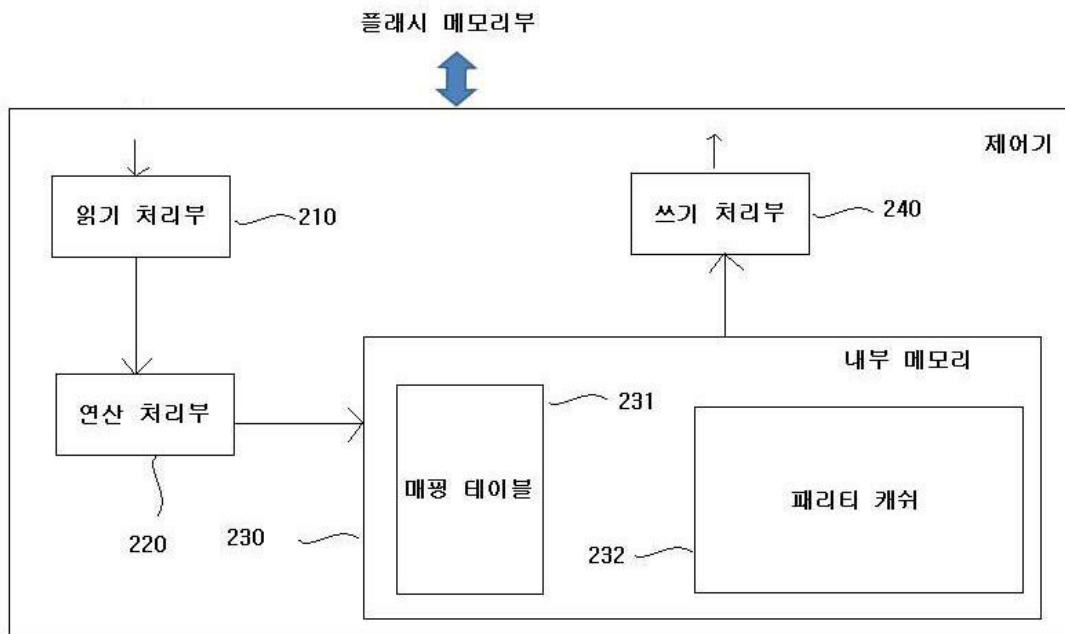 플래시 메모리부
제어기
읽기 처리부
210
쓰기 처리부
240
내부 메모리
연산 처리부
220
230
매핑 테이블
231
패리티 캐쉬
232